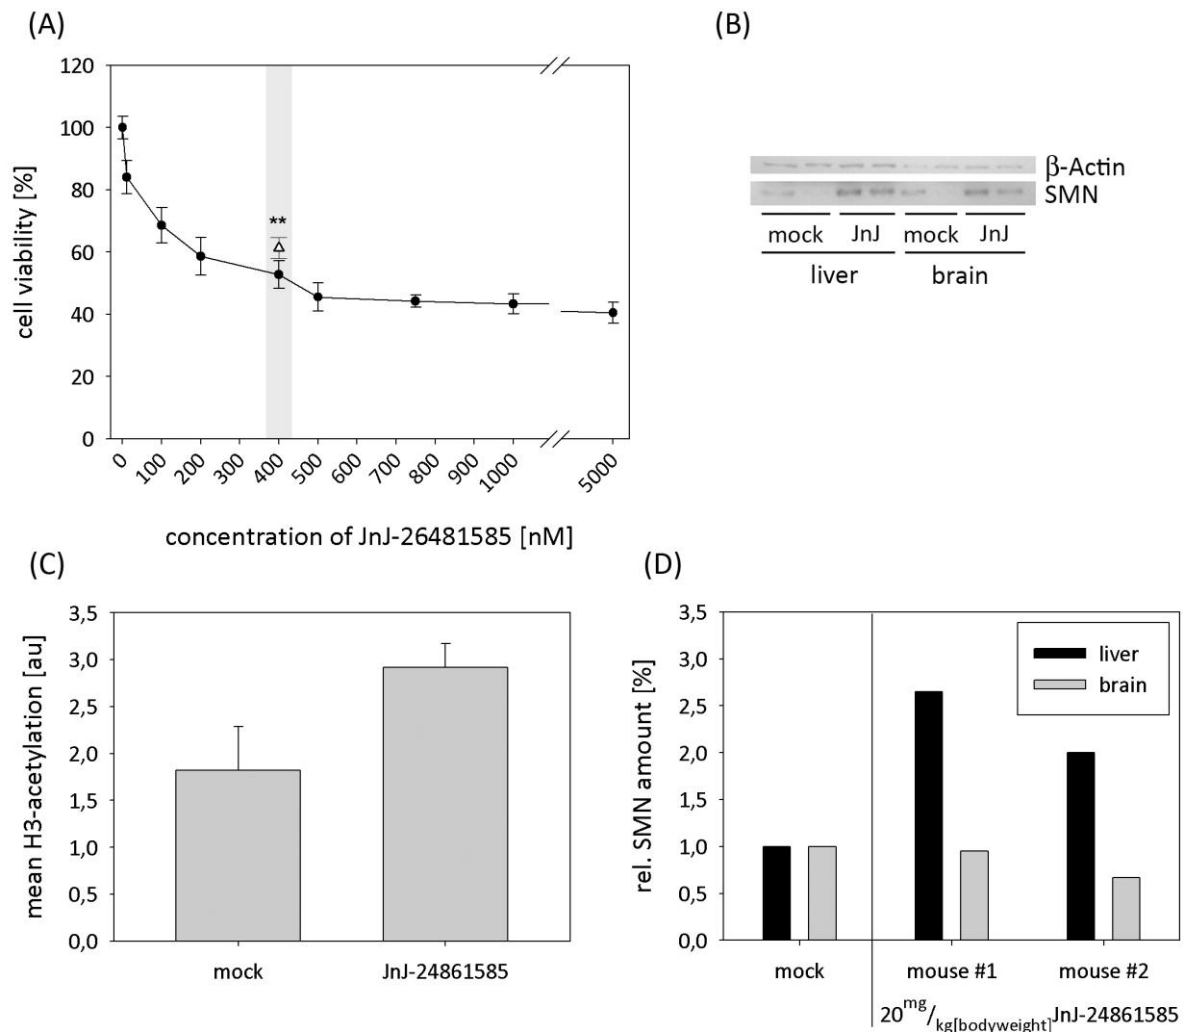 (A)
120
100
80
60
40
20
0
cell viability [%]
**
0 100 200 300 400 500 600 700 800 900 1000 5000
concentration of JnJ-26481585 [nM]
(B)
β-Actin
SMN
mock JnJ mock JnJ
liver brain
(C)
3,5
3,0
2,5
2,0
1,5
1,0
0,5
0,0
mean H3-acetylation [au]
mock JnJ-24861585
(D)
3,5
3,0
2,5
2,0
1,5
1,0
0,5
0,0
rel. SMN amount [%]
liver
brain
mock mouse #1 mouse #2
20mg/kg[bodyweight]JnJ-24861585